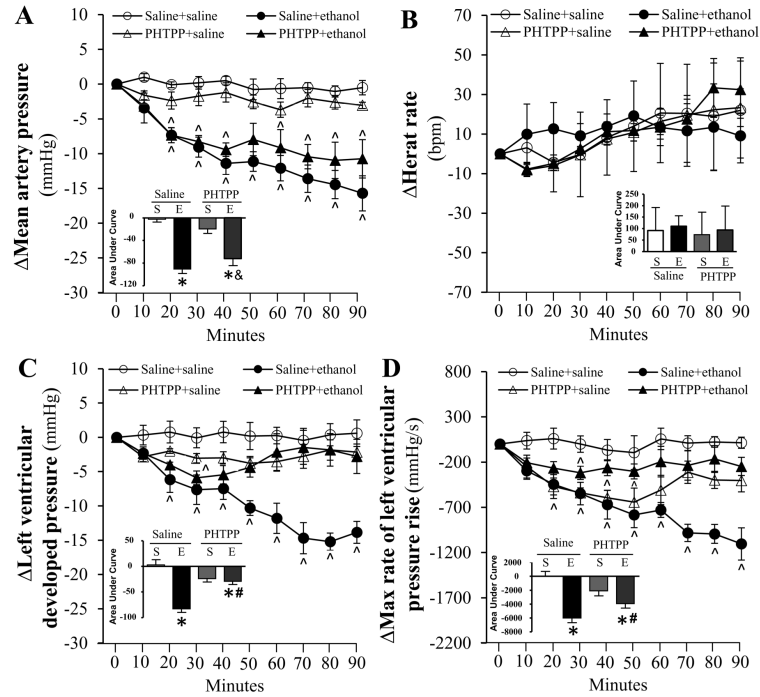 A
Saline+saline
Saline+ethanol
PHTPP+saline
PHTPP+ethanol
ΔMean artery pressure
(mmHg)
10
5
0
-5
-10
-15
-20
-25
-30
^ ^ ^ ^ ^ ^ ^
^ ^ ^ ^ ^ ^
Saline PHTPP
S E S E
Area Under Curve
0
-40
-80
-120
*
*&
0 10 20 30 40 50 60 70 80 90
Minutes
B
Saline+saline
Saline+ethanol
PHTPP+saline
PHTPP+ethanol
ΔHerat rate
(bpm)
70
50
30
10
-10
-30
-50
-70
Area Under Curve
250
200
150
100
50
0
S E S E
Saline PHTPP
0 10 20 30 40 50 60 70 80 90
Minutes
C
Saline+saline
Saline+ethanol
PHTPP+saline
PHTPP+ethanol
ΔLeft ventricular
developed pressure (mmHg)
10
5
0
-5
-10
-15
-20
-25
-30
^ ^
^ ^ ^ ^ ^ ^ ^ ^
Saline PHTPP
S E S E
Area Under Curve
50
0
-50
-100
*
*#
0 10 20 30 40 50 60 70 80 90
Minutes
D
Saline+saline
Saline+ethanol
PHTPP+saline
PHTPP+ethanol
ΔMax rate of left ventricular
pressure rise (mmHg/s)
800
300
-200
-700
-1200
-1700
-2200
^ ^ ^
^ ^ ^ ^ ^ ^ ^ ^
Saline PHTPP
S E S E
Area Under Curve
2000
0
-2000
-4000
-6000
-8000
*
*#
0 10 20 30 40 50 60 70 80 90
Minutes